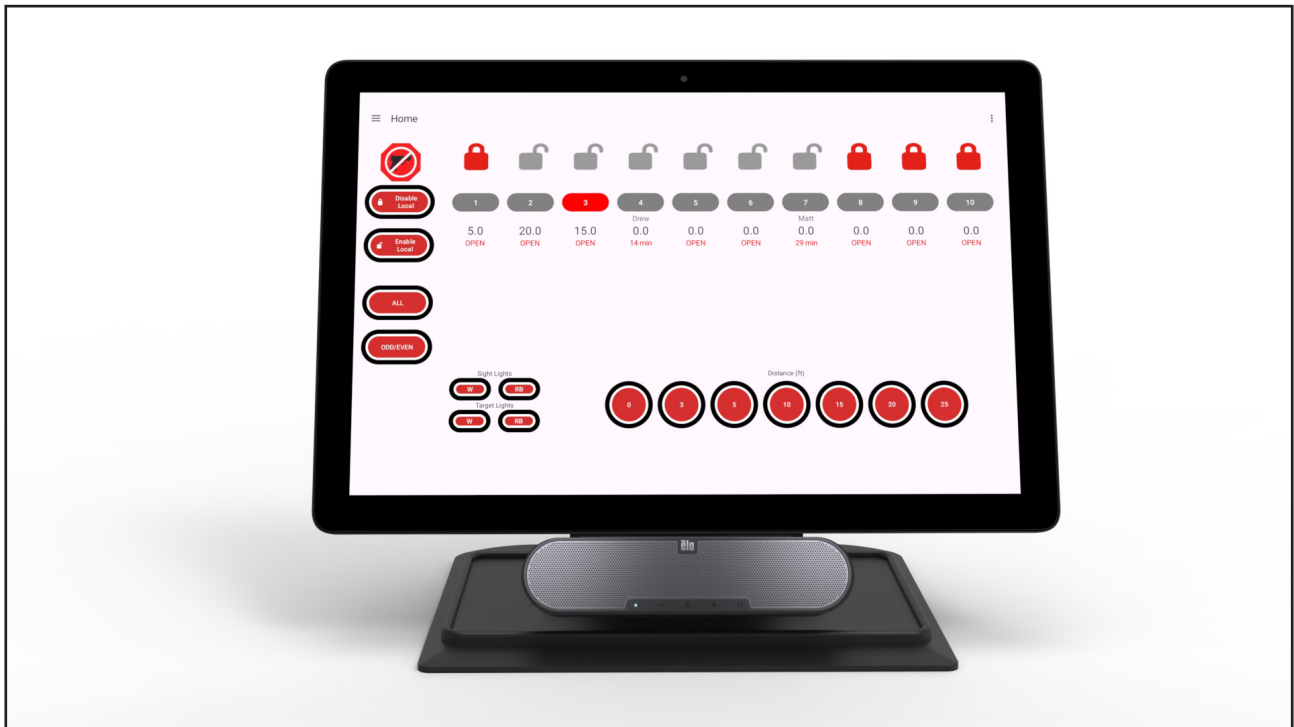 Home
Disable
Local
1 2 3 4 5 6 7 8 9 10
Drew Matt
5.0 20.0 15.0 0.0 0.0 0.0 0.0 0.0 0.0 0.0
OPEN OPEN OPEN 14 min OPEN OPEN 29 min OPEN OPEN OPEN
Enable
Local
ALL
ODD/EVEN
Sight Lights
W RB
Target Lights
W RB
Distance (ft)
0 3 5 10 15 20 25
elo